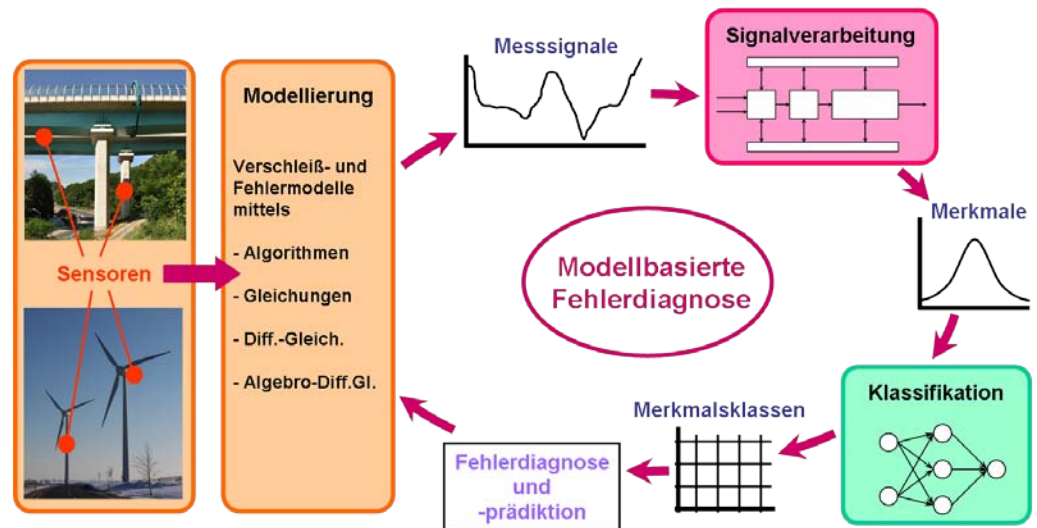 Sensoren
Modellierung
Verschleiß- und
Fehlermodelle
mittels
- Algorithmen
- Gleichungen
- Diff.-Gleich.
- Algebro-Diff.Gl.
Messsignale
Signalverarbeitung
Merkmale
Klassifikation
Merkmalsklassen
Fehlerdiagnose
und
-prädiktion
Modellbasierte
Fehlerdiagnose